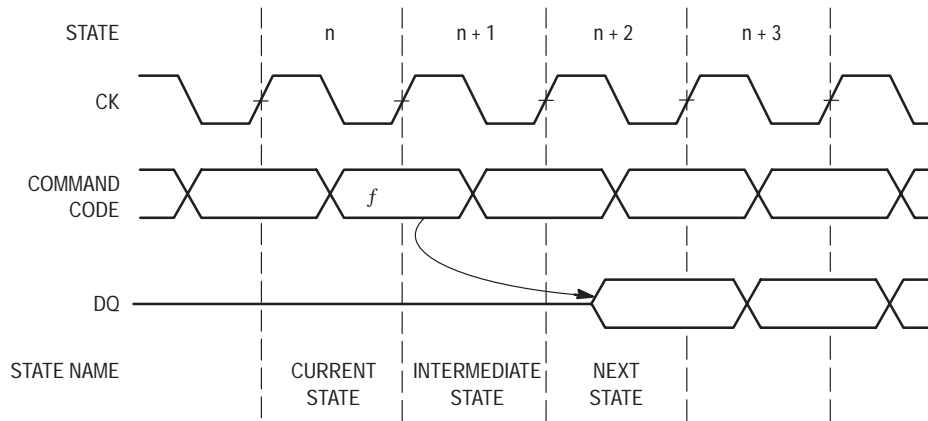 STATE n n + 1 n + 2 n + 3
CK
COMMAND
CODE
f
DQ
STATE NAME
CURRENT
STATE
INTERMEDIATE
STATE
NEXT
STATE